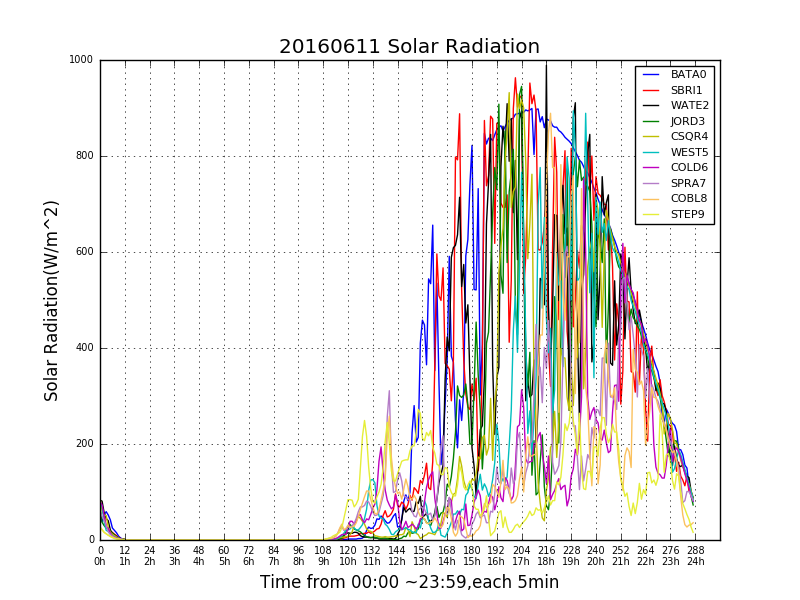 20160611 Solar Radiation
1000
800
600
400
200
0
Solar Radiation(W/m^2)
BATA0
SBRI1
WATE2
JORD3
CSQR4
WEST5
COLD6
SPRA7
COBL8
STEP9
0 12 24 36 48 60 72 84 96 108 120 132 144 156 168 180 192 204 216 228 240 252 264 276 288
0h 1h 2h 3h 4h 5h 6h 7h 8h 9h 10h 11h 12h 13h 14h 15h 16h 17h 18h 19h 20h 21h 22h 23h 24h
Time from 00:00 ~23:59,each 5min